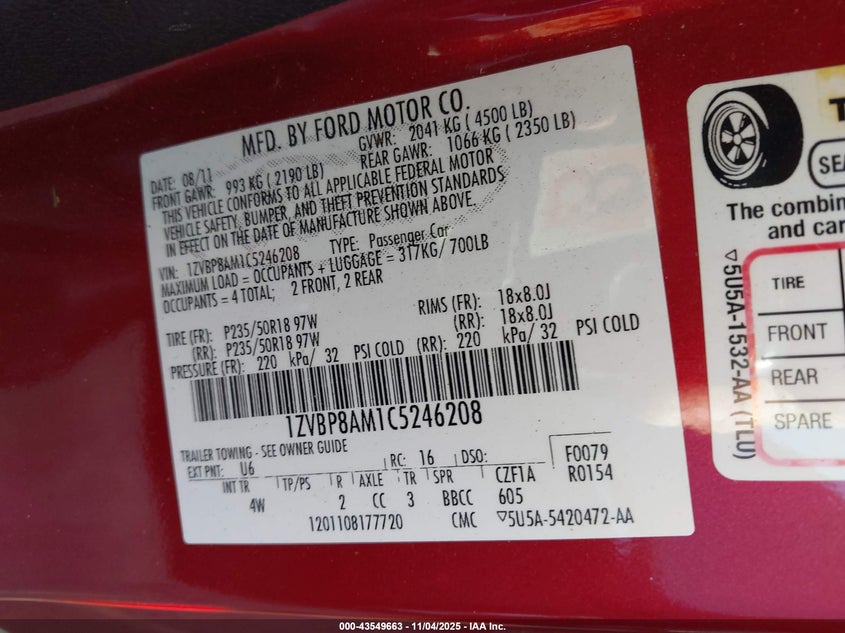 MFD. BY FORD MOTOR CO.
DATE: 08/11 GVWR: 2041 KG ( 4500 LB)
FRONT GAWR: 993 KG ( 2190 LB) REAR GAWR: 1066 KG ( 2350 LB)
THIS VEHICLE CONFORMS TO ALL APPLICABLE FEDERAL MOTOR
VEHICLE SAFETY, BUMPER, AND THEFT PREVENTION STANDARDS
IN EFFECT ON THE DATE OF MANUFACTURE SHOWN ABOVE.
VIN: 1ZVBP8AM1C5246208 TYPE: Passenger Car
MAXIMUM LOAD = OCCUPANTS + LUGGAGE = 317KG/ 700LB
OCCUPANTS = 4 TOTAL; 2 FRONT, 2 REAR
TIRE (FR): P235/50R18 97W RIMS (FR): 18x8.0J
(RR): P235/50R18 97W (RR): 18x8.0J
PRESSURE (FR): 220 kPa/ 32 PSI COLD (RR): 220 kPa/ 32 PSI COLD
1ZVBP8AM1C5246208
TRAILER TOWING - SEE OWNER GUIDE
EXT PNT: U6 RC: 16 DSO: F0079
INT TR TP/PS R AXLE TR SPR CZF1A R0154
4W 2 CC 3 BBCC 605
1201108177720 CMC ▽5U5A-5420472-AA
The combin
and car
TIRE
FRONT
REAR
SPARE
▽5U5A-1532-AA (TLU)
000-43549663 - 11/04/2025 - IAA Inc.